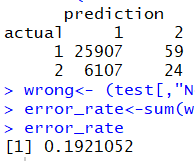 prediction
actual 1 2
1 25907 59
2 6107 24
> wrong<- (test[,"N
> error_rate<-sum(w
> error_rate
[1] 0.1921052